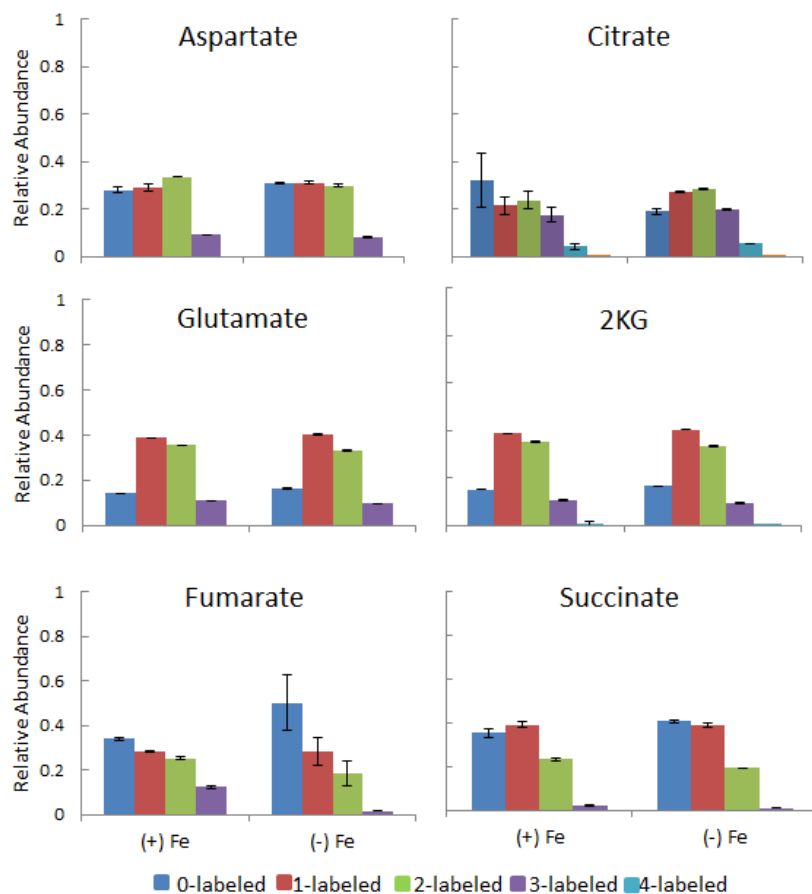 Aspartate
Citrate
Relative Abundance
1
0.8
0.6
0.4
0.2
0
Glutamate
2KG
Relative Abundance
1
0.8
0.6
0.4
0.2
0
Fumarate
Succinate
Relative Abundance
1
0.8
0.6
0.4
0.2
0
(+) Fe
(-) Fe
(+) Fe
(-) Fe
0-labeled 1-labeled 2-labeled 3-labeled 4-labeled